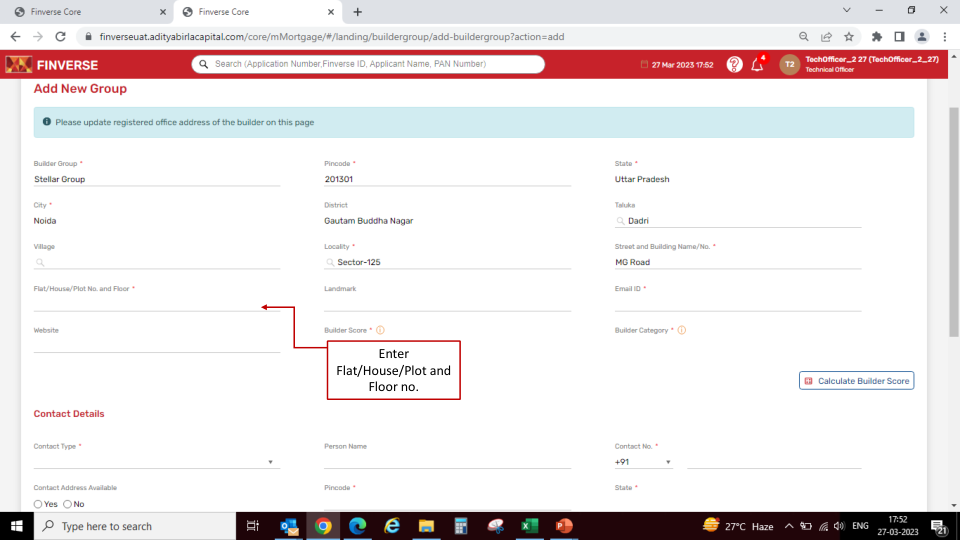 Finverse Core
Finverse Core
finverseuat.adityabirlacapital.com/core/mMortgage/#/landing/buildergroup/add-buildergroup?action=add
FINVERSE
Search (Application Number,Finverse ID, Applicant Name, PAN Number)
27 Mar 2023 17:52
4
T2
TechOfficer_2 27 (TechOfficer_2_27)
Technical Officer
Add New Group
Please update registered office address of the builder on this page
Builder Group * Pincode * State *
Stellar Group 201301 Uttar Pradesh
City * District Taluka
Noida Gautam Buddha Nagar Dadri
Village Locality * Street and Building Name/No. *
Sector-125 MG Road
Flat/House/Plot No. and Floor * Landmark Email ID *
Website Builder Score * Builder Category *
Enter
Flat/House/Plot and
Floor no.
Calculate Builder Score
Contact Details
Contact Type * Person Name Contact No. *
+91
Contact Address Available Pincode * State *
Yes No
Type here to search
27°C Haze
ENG
17:52
27-03-2023
21